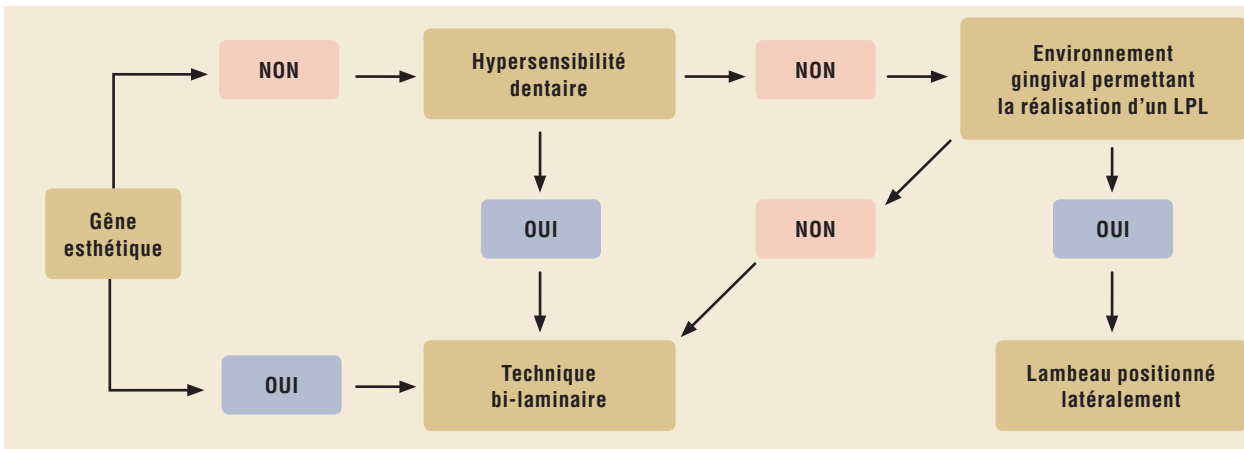 NON
Hypersensibilité
dentaire
NON
Environnement
gingival permettant
la réalisation d'un LPL
Gêne
esthétique
OUI
NON
OUI
OUI
Technique
bi-laminaire
Lambeau positionné
latéralement